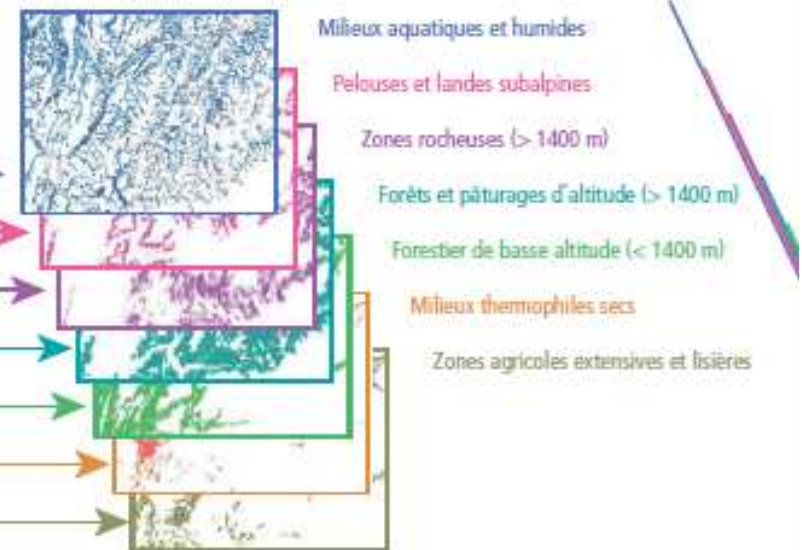 Milieux aquatiques et humides
Pelouses et landes subalpines
Zones rocheuses (> 1400 m)
Forêts et pâturages d'altitude (> 1400 m)
Forestier de basse altitude (< 1400 m)
Milieux thermophiles secs
Zones agricoles extensives et lisières